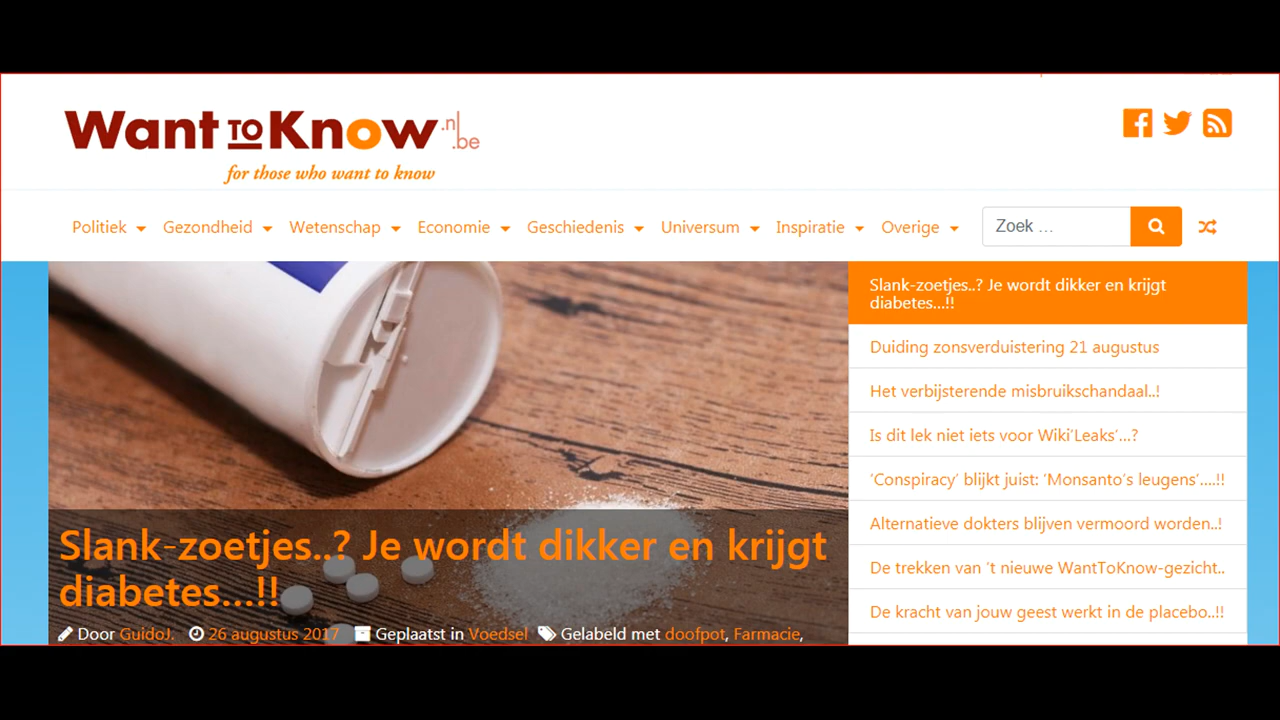 Want TO Know .nl .be
for those who want to know
Politiek Gezondheid Wetenschap Economie Geschiedenis Universum Inspiratie Overige Zoek …
Slank-zoetjes..? Je wordt dikker en krijgt
diabetes…!!
Door GuidoJ. 26 augustus 2017 Geplaatst in Voedsel Gelabeld met doofpot, Farmacie,
Slank-zoetjes..? Je wordt dikker en krijgt
diabetes…!!
Duiding zonsverduistering 21 augustus
Het verbijsterende misbruikschandaal..!
Is dit lek niet iets voor Wiki’Leaks’…?
‘Conspiracy’ blijkt juist: ‘Monsanto’s leugens’….!!
Alternatieve dokters blijven vermoord worden..!
De trekken van ’t nieuwe WantToKnow-gezicht..
De kracht van jouw geest werkt in de placebo..!!